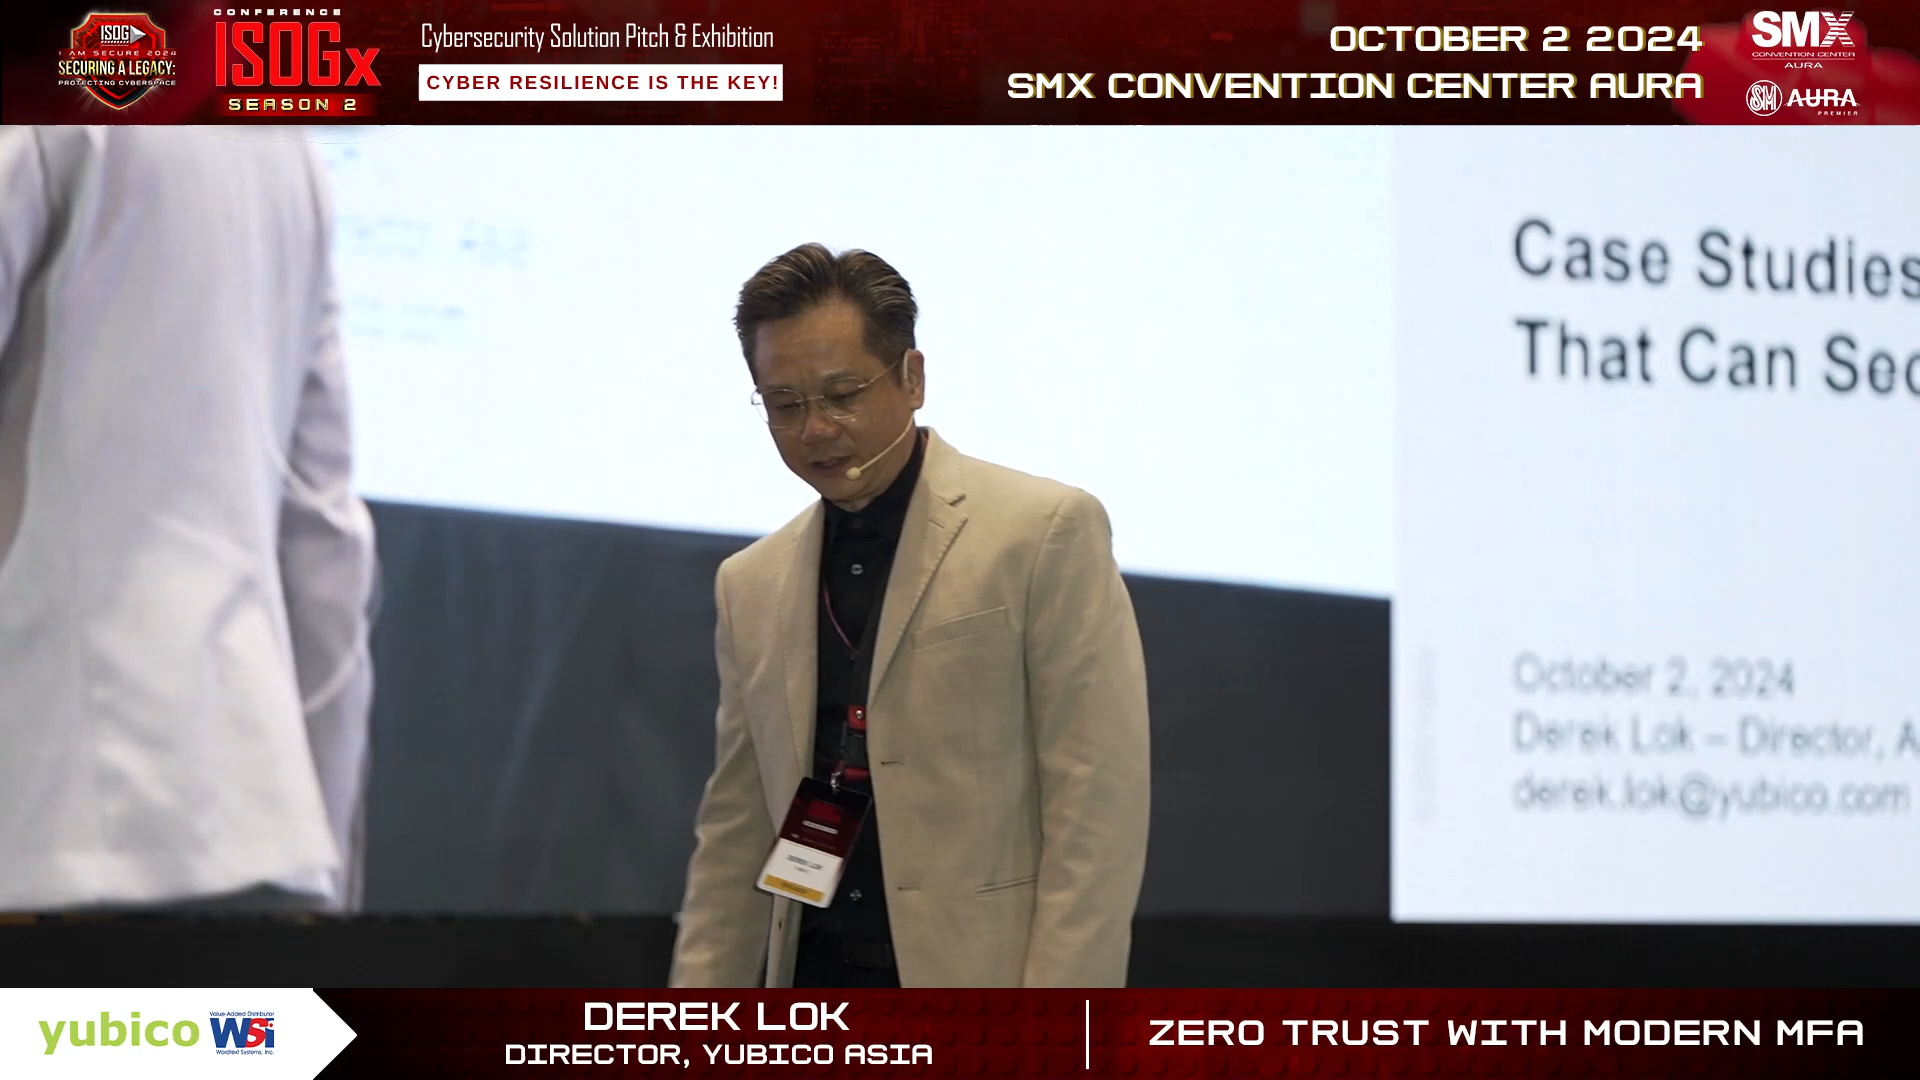 ISOG
I AM SECURE 2024
SECURING A LEGACY:
PROTECTING CYBERSPACE
CONFERENCE
ISOGx
SEASON 2
Cybersecurity Solution Pitch & Exhibition
CYBER RESILIENCE IS THE KEY!
OCTOBER 2 2024
SMX CONVENTION CENTER AURA
SMX
CONVENTION CENTER
AURA
SM AURA
PREMIER
Case Studies
That Can Sec
October 2, 2024
Derek Lok – Director, A
derek.lok@yubico.com
DEREK LOK
yubico
Value-Added Distributor
WSi
Wordtext Systems, Inc.
DEREK LOK
DIRECTOR, YUBICO ASIA
ZERO TRUST WITH MODERN MFA